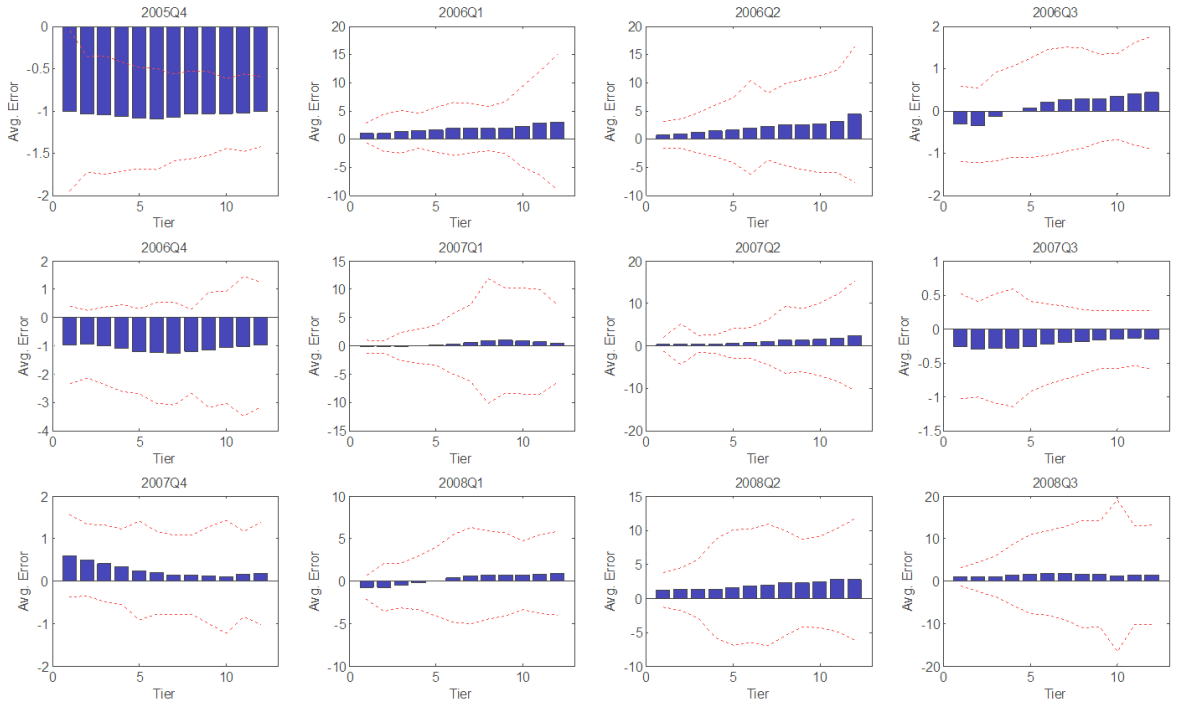 2005Q4 2006Q1 2006Q2 2006Q3
0 20 20 2
-0.5 15 15 1
-1 10 10 0
-1.5 5 5 -1
-2 0 0 -2
-5 -5
-10 -10
Avg. Error Avg. Error Avg. Error Avg. Error
0 5 10 0 5 10 0 5 10 0 5 10
Tier Tier Tier Tier
2006Q4 2007Q1 2007Q2 2007Q3
2 15 20 1
1 10 10 0.5
0 5 0 0
-1 0 -10 -0.5
-2 -5 -20 -1
-3 -10 -1.5
-4 -15
Avg. Error Avg. Error Avg. Error Avg. Error
0 5 10 0 5 10 0 5 10 0 5 10
Tier Tier Tier Tier
2007Q4 2008Q1 2008Q2 2008Q3
2 10 15 20
1 5 10 10
0 0 5 0
-1 -5 0 -10
-2 -10 -5 -20
-10
Avg. Error Avg. Error Avg. Error Avg. Error
0 5 10 0 5 10 0 5 10 0 5 10
Tier Tier Tier Tier